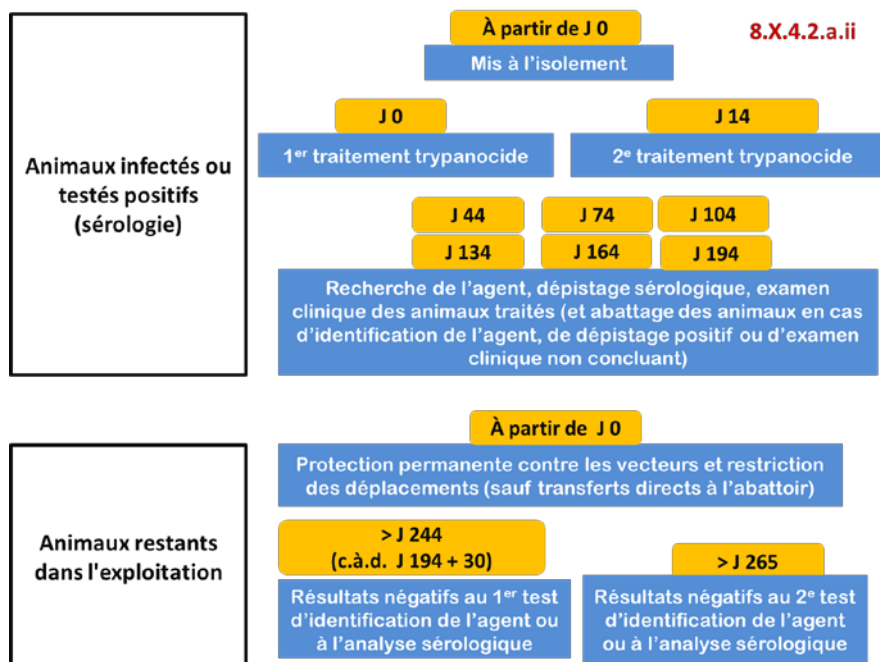 À partir de J 0
8.X.4.2.a.ii
Mis à l'isolement
J 0
J 14
1er traitement trypanocide
2e traitement trypanocide
Animaux infectés ou
testés positifs
(sérologie)
J 44
J 74
J 104
J 134
J 164
J 194
Recherche de l'agent, dépistage sérologique, examen
clinique des animaux traités (et abattage des animaux en cas
d'identification de l'agent, de dépistage positif ou d'examen
clinique non concluant)
À partir de J 0
Protection permanente contre les vecteurs et restriction
des déplacements (sauf transferts directs à l'abattoir)
Animaux restants
dans l'exploitation
> J 244
(c.à.d. J 194 + 30)
> J 265
Résultats négatifs au 1er test
d'identification de l'agent ou
à l'analyse sérologique
Résultats négatifs au 2e test
d'identification de l'agent
ou à l'analyse sérologique